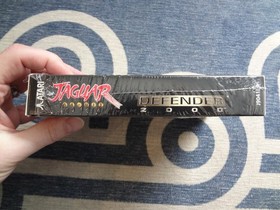 ATARI
JAGUAR
DEFENDER
2000